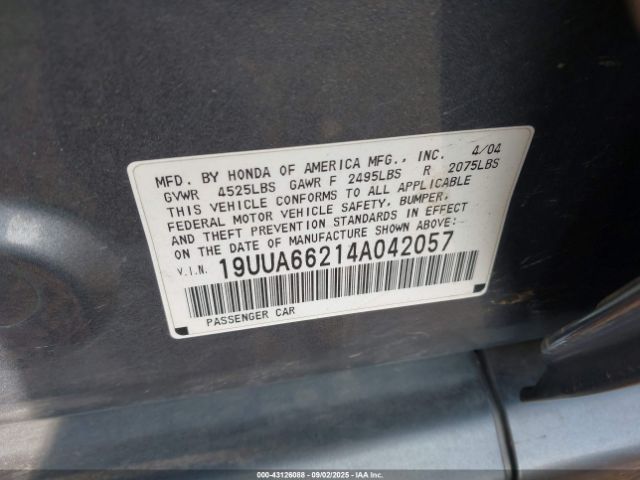 MFD. BY HONDA OF AMERICA MFG., INC. 4/04
GVWR 4525LBS GAWR F 2495LBS R 2075LBS
THIS VEHICLE CONFORMS TO ALL APPLICABLE
FEDERAL MOTOR VEHICLE SAFETY, BUMPER,
AND THEFT PREVENTION STANDARDS IN EFFECT
ON THE DATE OF MANUFACTURE SHOWN ABOVE.
V.I.N. 19UUA66214A042057
PASSENGER CAR
000-43126088 - 09/02/2025 - IAAI.COM